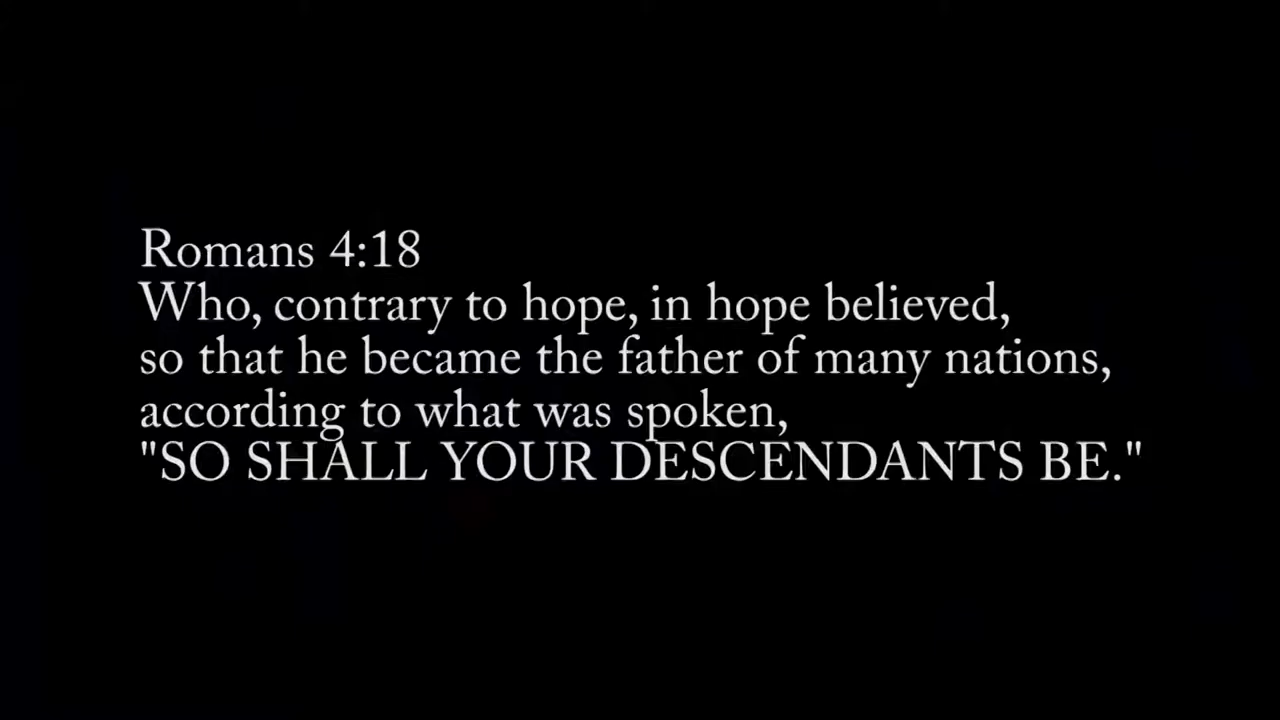 Romans 4:18
Who, contrary to hope, in hope believed,
so that he became the father of many nations,
according to what was spoken,
"SO SHALL YOUR DESCENDANTS BE."